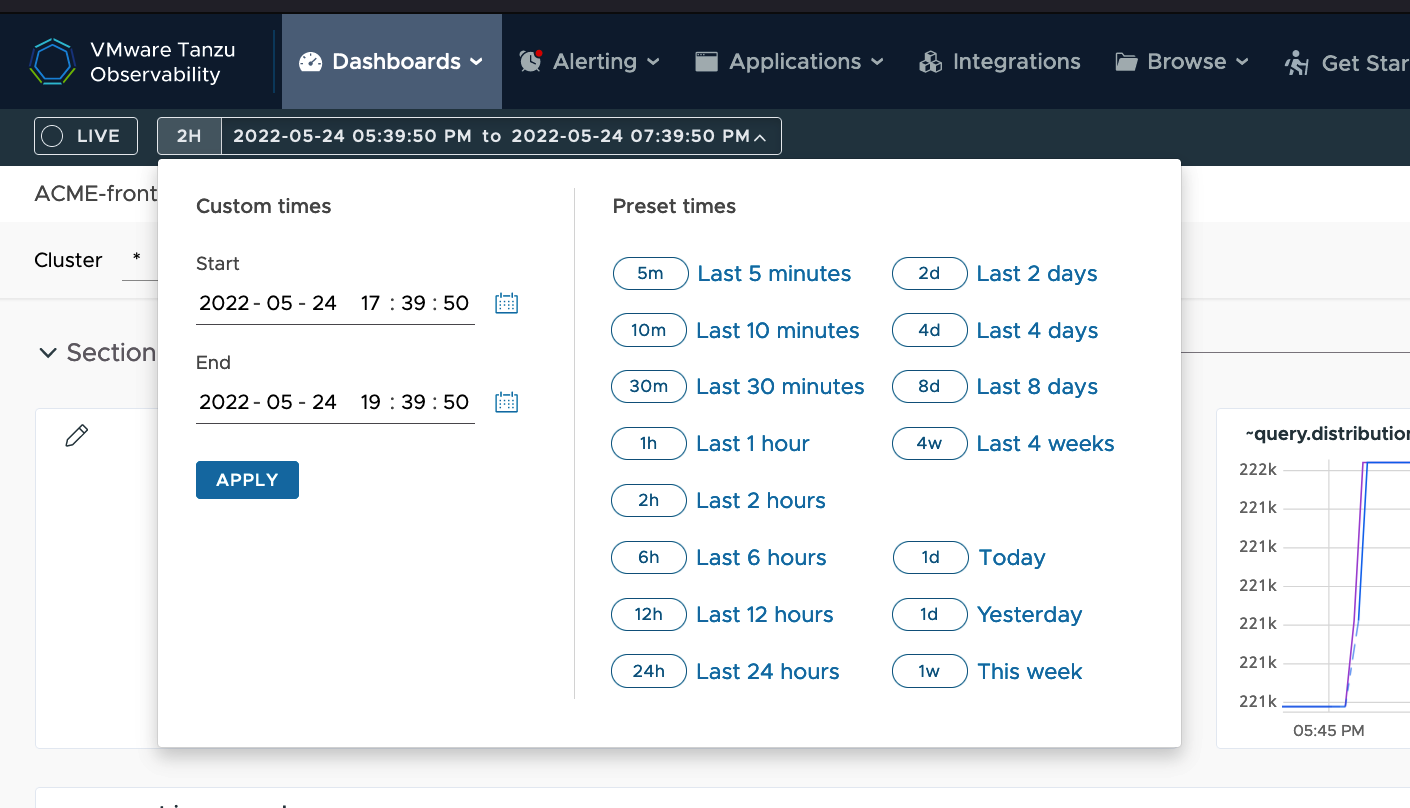 VMware Tanzu
Observability
Dashboards
Alerting
Applications
Integrations
Browse
Get Star
LIVE
2H 2022-05-24 05:39:50 PM to 2022-05-24 07:39:50 PM
ACME-front
Cluster *
Section
Custom times
Start
2022 - 05 - 24 17 : 39 : 50
End
2022 - 05 - 24 19 : 39 : 50
APPLY
Preset times
5m Last 5 minutes
2d Last 2 days
10m Last 10 minutes
4d Last 4 days
30m Last 30 minutes
8d Last 8 days
1h Last 1 hour
4w Last 4 weeks
2h Last 2 hours
6h Last 6 hours
1d Today
12h Last 12 hours
1d Yesterday
24h Last 24 hours
1w This week
~query.distribution
222k
221k
221k
221k
221k
221k
221k
05:45 PM